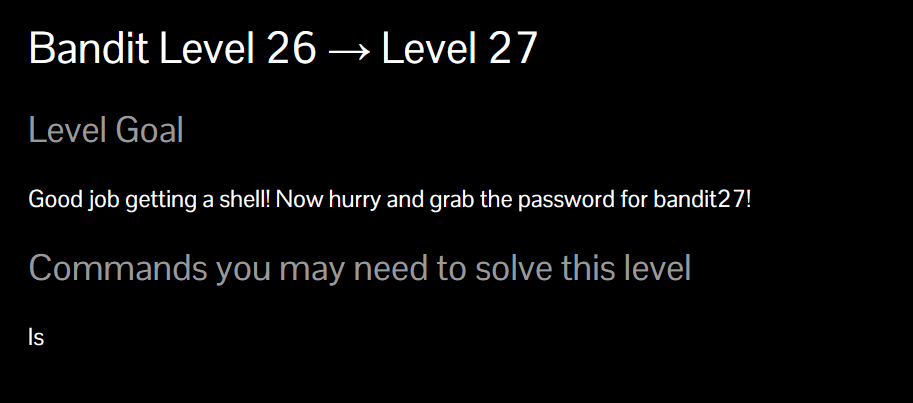 Bandit Level 26 → Level 27
Level Goal
Good job getting a shell! Now hurry and grab the password for bandit27!
Commands you may need to solve this level
ls